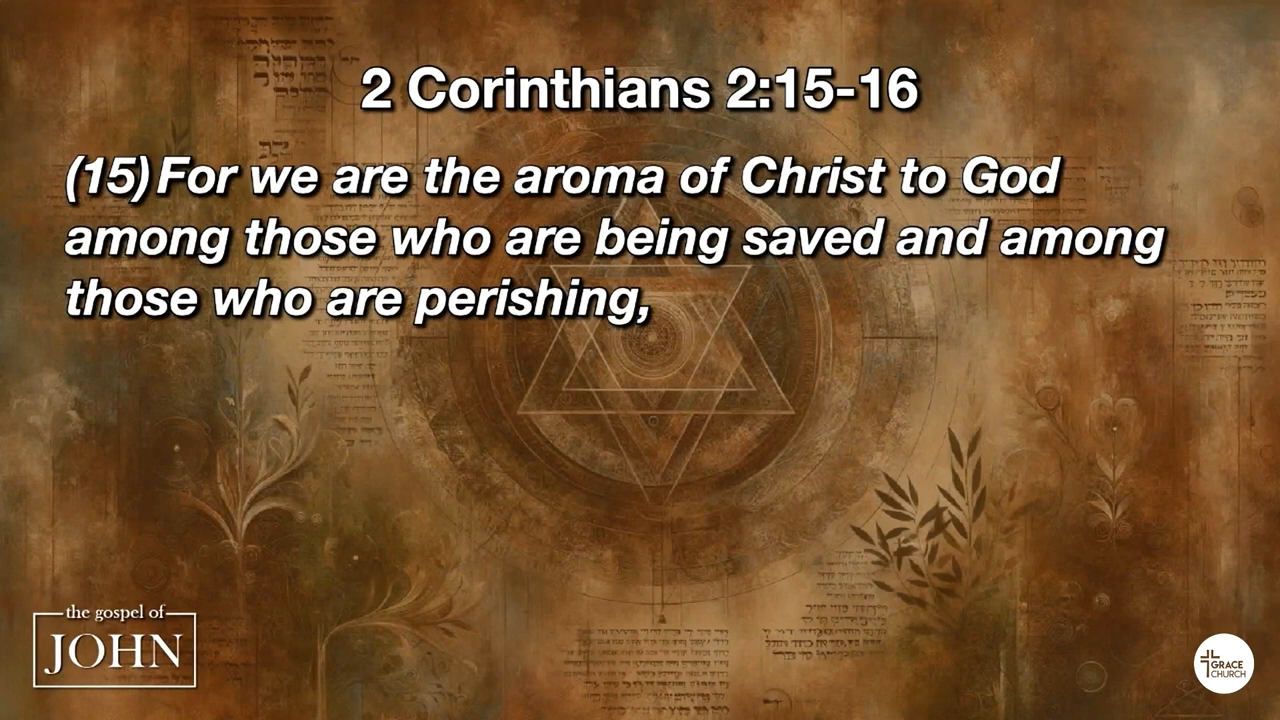 2 Corinthians 2:15-16
(15) For we are the aroma of Christ to God
among those who are being saved and among
those who are perishing,
the gospel of
JOHN
GRACE
CHURCH